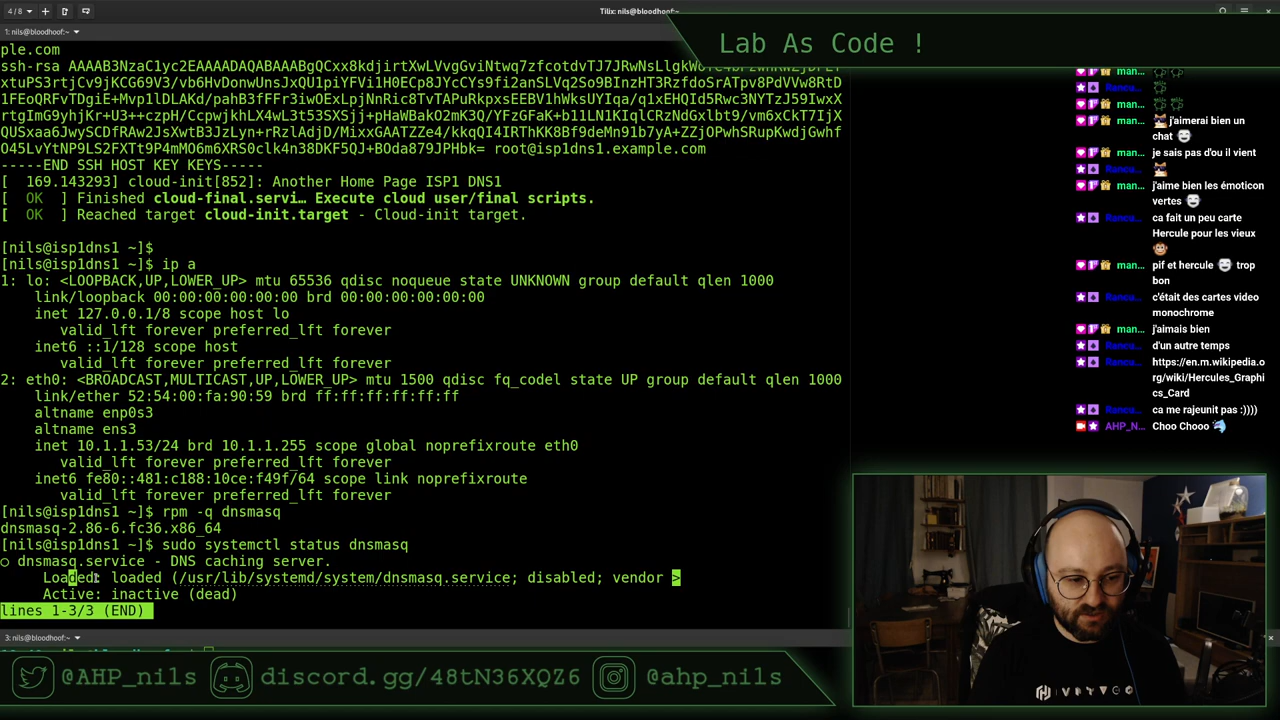 4 / 8
Tilix: nils@bloodhoof:~
1: nils@bloodhoof:~
Lab As Code !
ple.com
xtuPS3rtjCv9jKCG69V3/vb6HvDonwUnsJxQU1piYFVi1H0ECp8JYcCYs9fi2anSLVq2So9BInzHT3RzfdoSrATpv8PdVVw8RtD
1FEoQRFvTDgiE+Mvp1lDLAKd/pahB3fFFr3iwOExLpjNnRic8TvTAPuRkpxsEEBV1hWksUYIqa/q1xEHQId5Rwc3NYTzJ59IwxX
rtgImG9yhjKr+U3++czpH/CcpwjkhLX4wL3t53SXSjj+pHaWBakO2mK3Q/YFzGFaK+b11LN1KIqlCRzNdGxlbt9/vm6xCkT7IjX
QUSxaa6JwySCDfRAw2JsXwtB3JzLyn+rRzlAdjD/MixxGAATZZe4/kkqQI4IRThKK8Bf9deMn91b7yA+ZZjOPwhSRupKwdjGwhf
O45LvYtNP9LS2FXTt9P4mMO6m6XRS0clk4n38DKF5QJ+BOda879JPHbk= root@isp1dns1.example.com
-----END SSH HOST KEY KEYS-----
[  169.143293] cloud-init[852]: Another Home Page ISP1 DNS1
[  OK  ] Finished cloud-final.servi… Execute cloud user/final scripts.
[  OK  ] Reached target cloud-init.target - Cloud-init target.
[nils@isp1dns1 ~]$
[nils@isp1dns1 ~]$ ip a
1: lo: <LOOPBACK,UP,LOWER_UP> mtu 65536 qdisc noqueue state UNKNOWN group default qlen 1000
link/loopback 00:00:00:00:00:00 brd 00:00:00:00:00:00
inet 127.0.0.1/8 scope host lo
valid_lft forever preferred_lft forever
inet6 ::1/128 scope host
valid_lft forever preferred_lft forever
2: eth0: <BROADCAST,MULTICAST,UP,LOWER_UP> mtu 1500 qdisc fq_codel state UP group default qlen 1000
link/ether 52:54:00:fa:90:59 brd ff:ff:ff:ff:ff:ff
altname enp0s3
altname ens3
inet 10.1.1.53/24 brd 10.1.1.255 scope global noprefixroute eth0
valid_lft forever preferred_lft forever
inet6 fe80::481:c188:10ce:f49f/64 scope link noprefixroute
valid_lft forever preferred_lft forever
[nils@isp1dns1 ~]$ rpm -q dnsmasq
dnsmasq-2.86-6.fc36.x86_64
[nils@isp1dns1 ~]$ sudo systemctl status dnsmasq
○ dnsmasq.service - DNS caching server.
Loaded: loaded (/usr/lib/systemd/system/dnsmasq.service; disabled; vendor >
Active: inactive (dead)
lines 1-3/3 (END)
3: nils@bloodhoof:~
man...
Rancu...
man...
man... j'aimerai bien un
chat
man... je sais pas d'ou il vient
Rancu...
man... j'aime bien les émoticon
vertes
Rancu... ca fait un peu carte
Hercule pour les vieux
man... pif et hercule trop
bon
Rancu... c'était des cartes video
monochrome
man... j'aimais bien
Rancu... d'un autre temps
Rancu... https://en.m.wikipedia.o
rg/wiki/Hercules_Graphi
cs_Card
Rancu... ca me rajeunit pas :))))
AHP_N... Choo Chooo
@AHP_nils
discord.gg/48tN36XQZ6
@ahp_nils